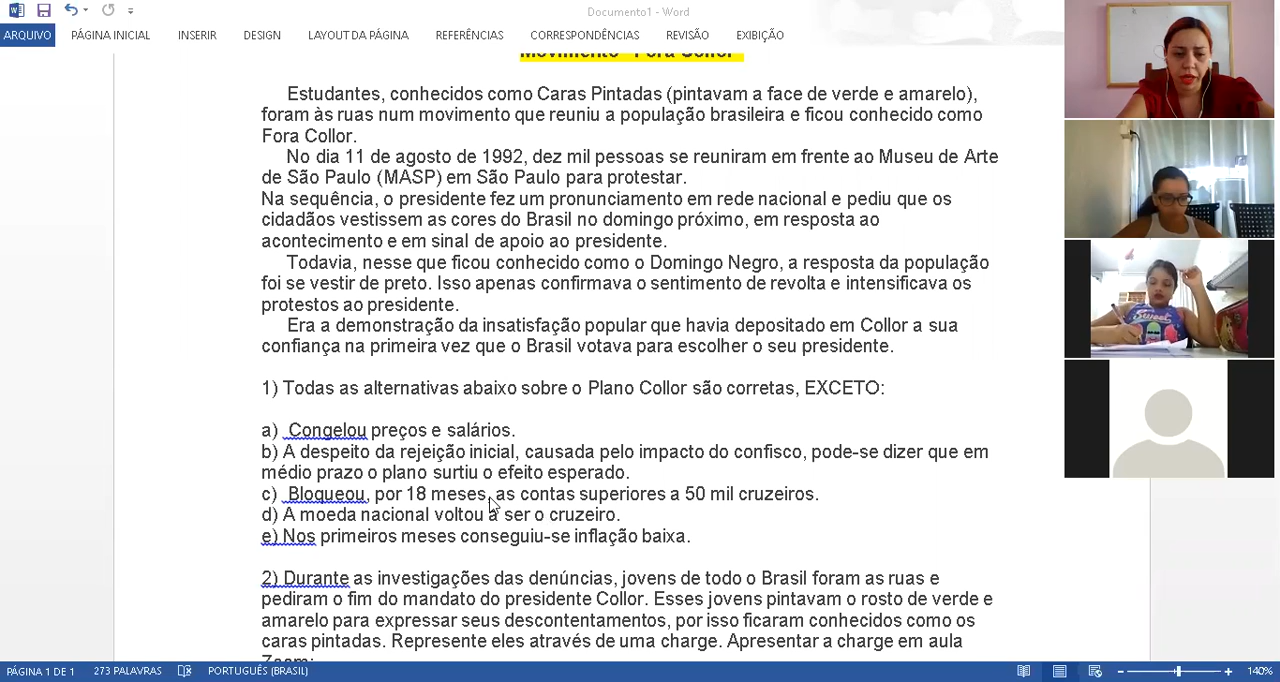 Documento1 - Word
ARQUIVO PÁGINA INICIAL INSERIR DESIGN LAYOUT DA PÁGINA REFERÊNCIAS CORRESPONDÊNCIAS REVISÃO EXIBIÇÃO
Movimento "Fora Collor"
Estudantes, conhecidos como Caras Pintadas (pintavam a face de verde e amarelo),
foram às ruas num movimento que reuniu a população brasileira e ficou conhecido como
Fora Collor.
No dia 11 de agosto de 1992, dez mil pessoas se reuniram em frente ao Museu de Arte
de São Paulo (MASP) em São Paulo para protestar.
Na sequência, o presidente fez um pronunciamento em rede nacional e pediu que os
cidadãos vestissem as cores do Brasil no domingo próximo, em resposta ao
acontecimento e em sinal de apoio ao presidente.
Todavia, nesse que ficou conhecido como o Domingo Negro, a resposta da população
foi se vestir de preto. Isso apenas confirmava o sentimento de revolta e intensificava os
protestos ao presidente.
Era a demonstração da insatisfação popular que havia depositado em Collor a sua
confiança na primeira vez que o Brasil votava para escolher o seu presidente.
1) Todas as alternativas abaixo sobre o Plano Collor são corretas, EXCETO:
a) Congelou preços e salários.
b) A despeito da rejeição inicial, causada pelo impacto do confisco, pode-se dizer que em
médio prazo o plano surtiu o efeito esperado.
c) Bloqueou, por 18 meses, as contas superiores a 50 mil cruzeiros.
d) A moeda nacional voltou a ser o cruzeiro.
e) Nos primeiros meses conseguiu-se inflação baixa.
2) Durante as investigações das denúncias, jovens de todo o Brasil foram as ruas e
pediram o fim do mandato do presidente Collor. Esses jovens pintavam o rosto de verde e
amarelo para expressar seus descontentamentos, por isso ficaram conhecidos como os
caras pintadas. Represente eles através de uma charge. Apresentar a charge em aula
Zoom:
Sweet
PÁGINA 1 DE 1 273 PALAVRAS PORTUGUÊS (BRASIL) 140%